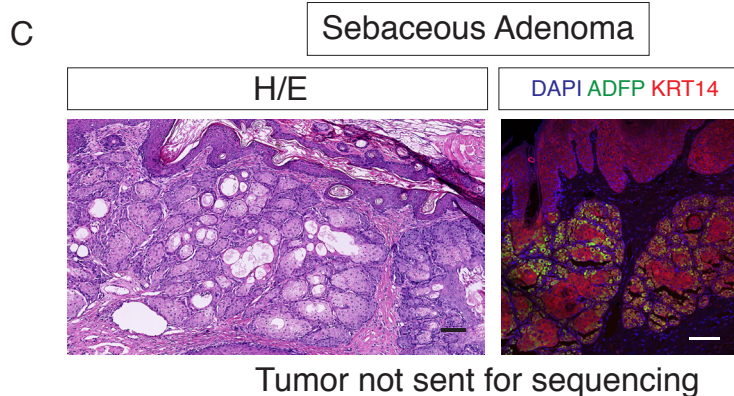 C
Sebaceous Adenoma
H/E
DAPI ADFP KRT14
Tumor not sent for sequencing